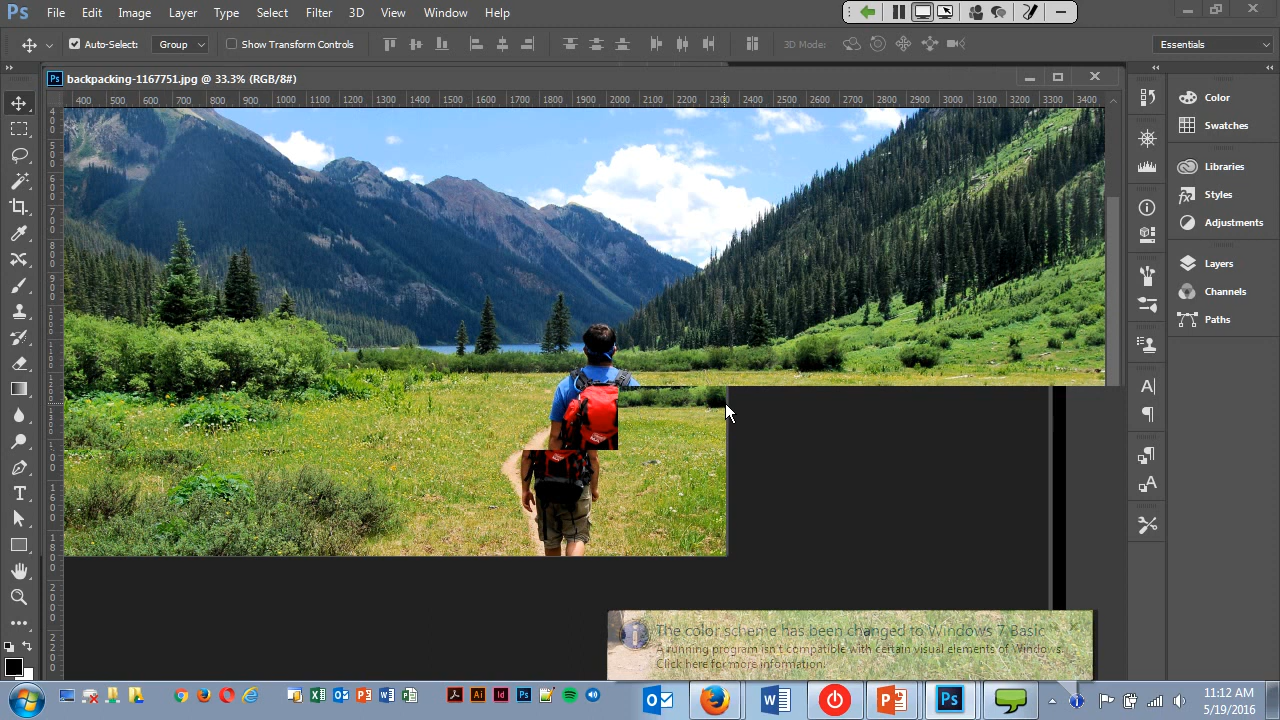 Ps File Edit Image Layer Type Select Filter 3D View Window Help
Auto-Select: Group Show Transform Controls 3D Mode: Essentials
Ps backpacking-1167751.jpg @ 33.3% (RGB/8#)
400 500 600 700 800 900 1000 1100 1200 1300 1400 1500 1600 1700 1800 1900 2000 2100 2200 2300 2400 2500 2600 2700 2800 2900 3000 3100 3200 3300 3400
Color
Swatches
Libraries
Styles
Adjustments
Layers
Channels
Paths
The color scheme has been changed to Windows 7 Basic
A running program isn't compatible with certain visual elements of Windows.
Click here for more information.
11:12 AM
5/19/2016